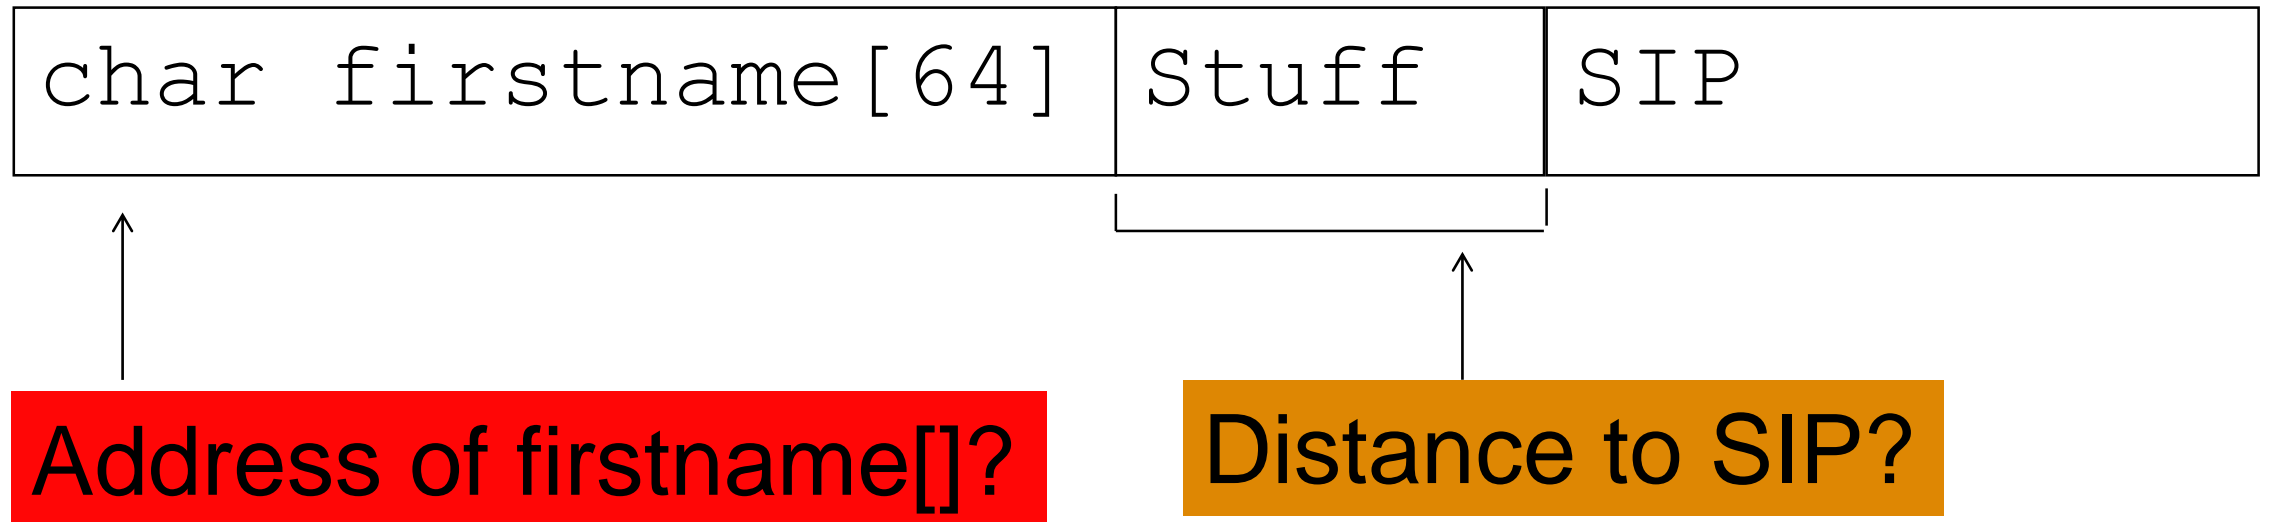 char firstname[64] Stuff SIP
Address of firstname[]? Distance to SIP?